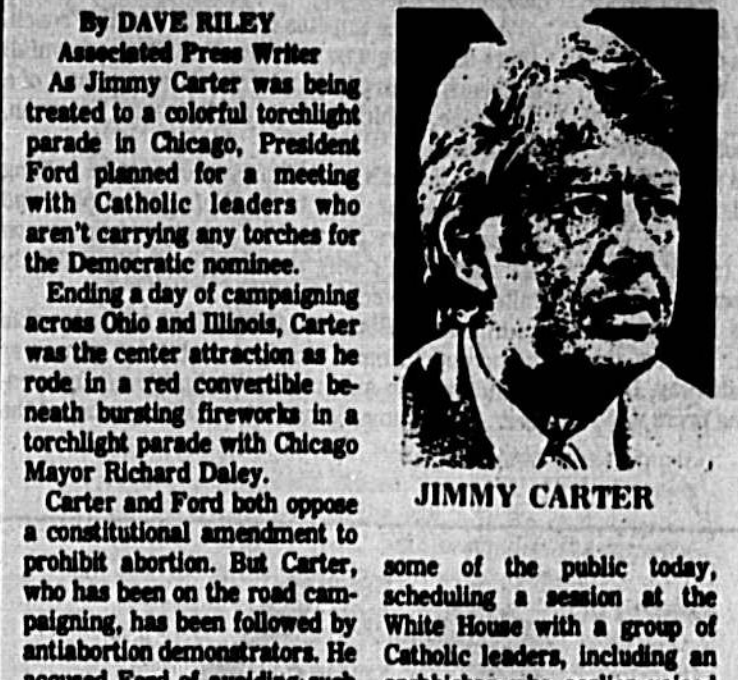 By DAVE RILEY
Associated Press Writer
As Jimmy Carter was being
treated to a colorful torchlight
parade in Chicago, President
Ford planned for a meeting
with Catholic leaders who
aren't carrying any torches for
the Democratic nominee.
Ending a day of campaigning
across Ohio and Illinois, Carter
was the center attraction as he
rode in a red convertible be-
neath bursting fireworks in a
torchlight parade with Chicago
Mayor Richard Daley.
Carter and Ford both oppose
a constitutional amendment to
prohibit abortion. But Carter,
who has been on the road cam-
paigning, has been followed by
antiabortion demonstrators. He
accused Ford of avoiding such
JIMMY CARTER
some of the public today,
scheduling a session at the
White House with a group of
Catholic leaders, including an